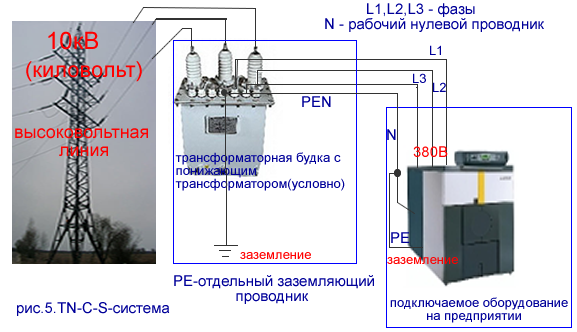 L1,L2,L3 - фазы
N - рабочий нулевой проводник
10кВ
(киловольт)
L1
L3
L2
PEN
высоковольтная
линия
N
380В
трансформаторная будка с
понижающим
трансформатором(условно)
PE
заземление
заземление
PE-отдельный заземляющий
проводник
рис.5.TN-C-S-система
подключаемое оборудование
на предприятии